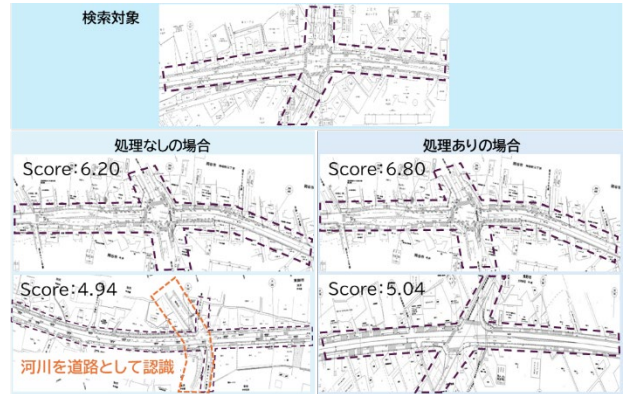 検索対象
処理なしの場合
処理ありの場合
Score:6.20
Score:6.80
Score:4.94
Score:5.04
河川を道路として認識